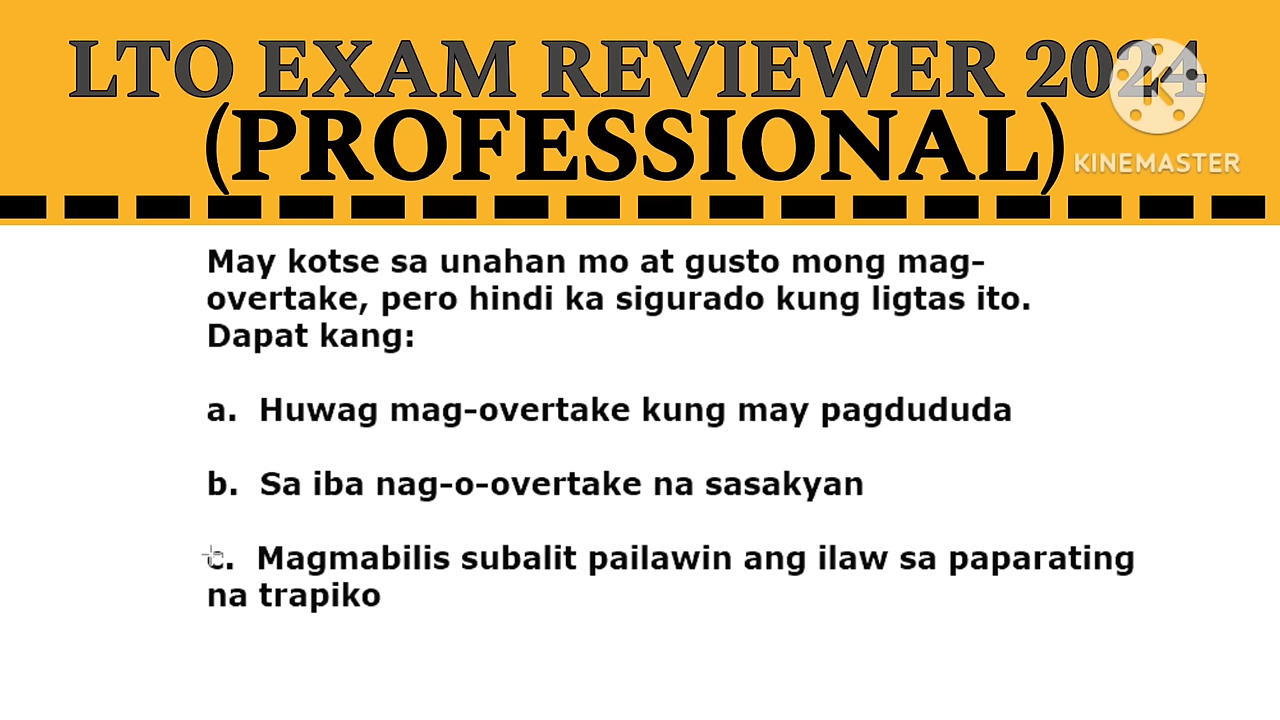 LTO EXAM REVIEWER 2024
(PROFESSIONAL)
KINEMASTER
May kotse sa unahan mo at gusto mong mag-
overtake, pero hindi ka sigurado kung ligtas ito.
Dapat kang:
a. Huwag mag-overtake kung may pagdududa
b. Sa iba nag-o-overtake na sasakyan
c. Magmabilis subalit pailawin ang ilaw sa paparating
na trapiko